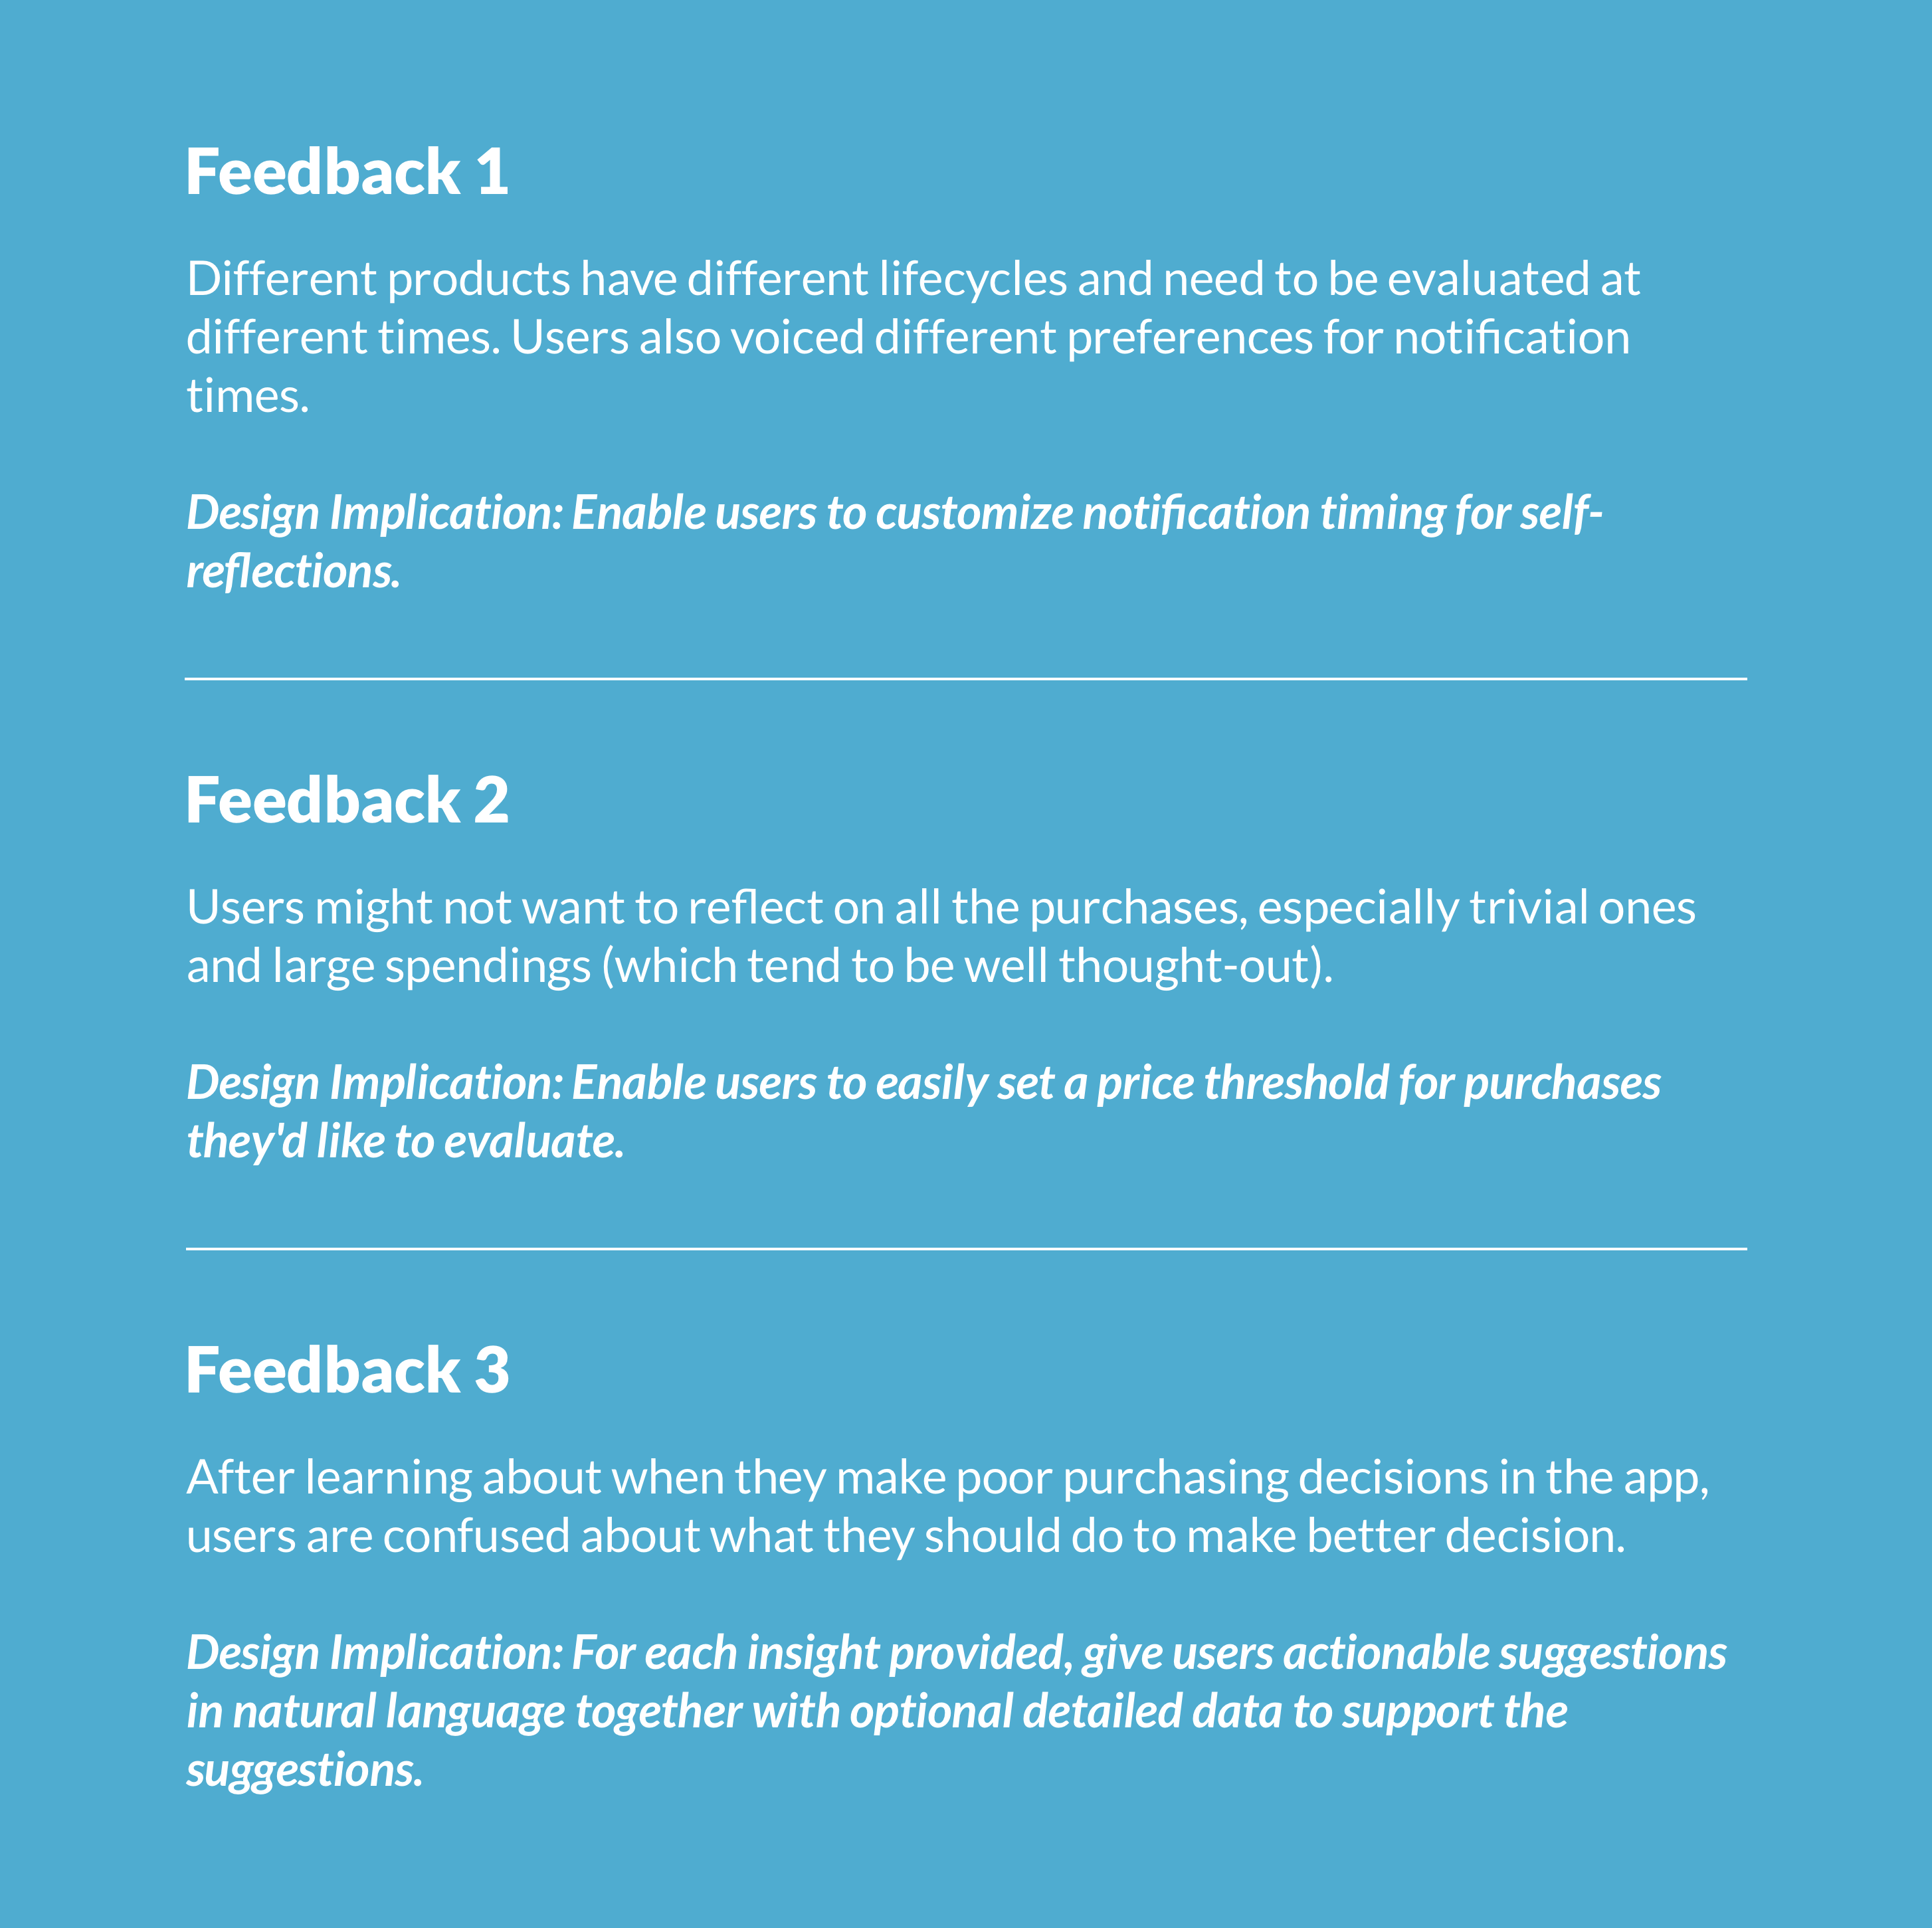 Feedback 1
Different products have different lifecycles and need to be evaluated at
different times. Users also voiced different preferences for notification
times.
Design Implication: Enable users to customize notification timing for self-
reflections.
Feedback 2
Users might not want to reflect on all the purchases, especially trivial ones
and large spendings (which tend to be well thought-out).
Design Implication: Enable users to easily set a price threshold for purchases
they'd like to evaluate.
Feedback 3
After learning about when they make poor purchasing decisions in the app,
users are confused about what they should do to make better decision.
Design Implication: For each insight provided, give users actionable suggestions
in natural language together with optional detailed data to support the
suggestions.